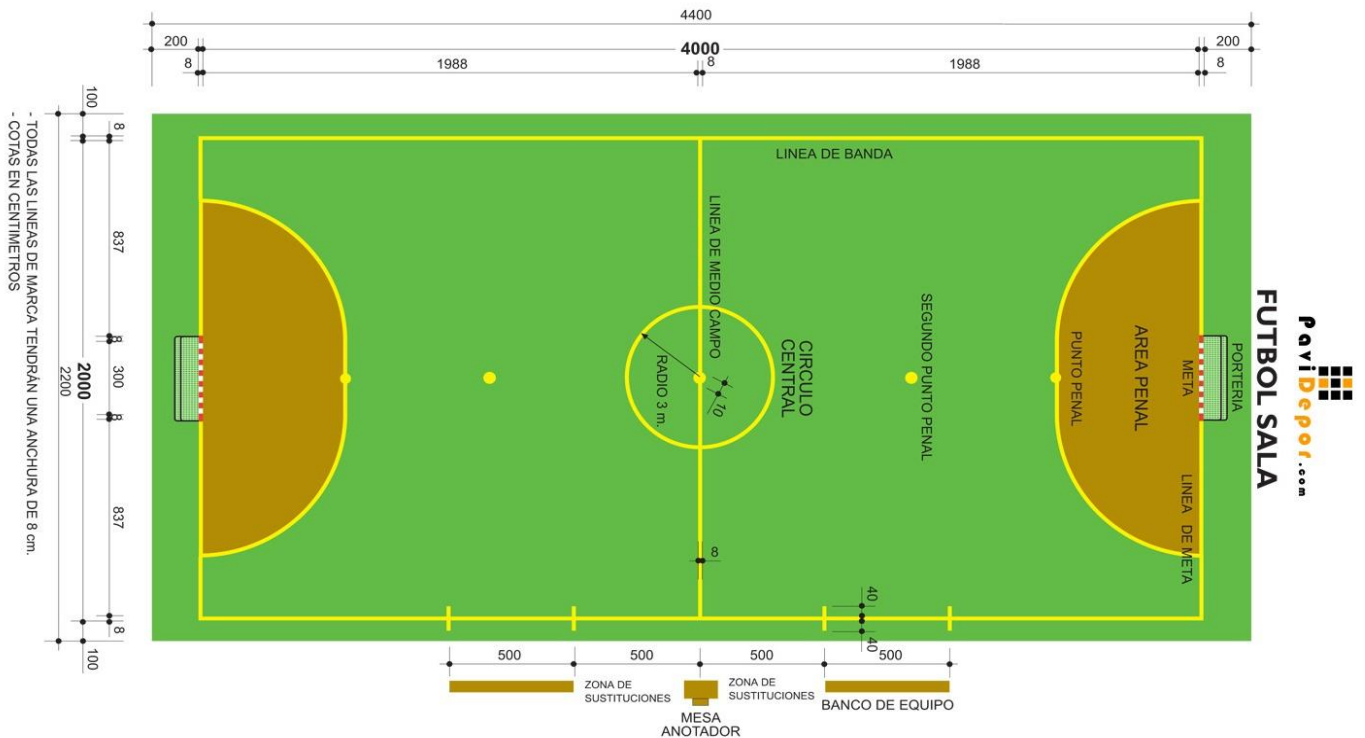 4400
200
4000
200
8
1988
8
1988
8
100
8
837
8
300
8
837
8
100
2000
2200
- TODAS LAS LINEAS DE MARCA TENDRÁN UNA ANCHURA DE 8 cm.
- COTAS EN CENTIMETROS
LINEA DE BANDA
LINEA DE MEDIO CAMPO
CIRCULO
CENTRAL
RADIO 3 m.
10
SEGUNDO PUNTO PENAL
PUNTO PENAL
AREA PENAL
META
LINEA DE META
PORTERIA
FUTBOL SALA
PaviDepor.com
8
40
40
500
500
500
500
ZONA DE
SUSTITUCIONES
ZONA DE
SUSTITUCIONES
MESA
ANOTADOR
BANCO DE EQUIPO